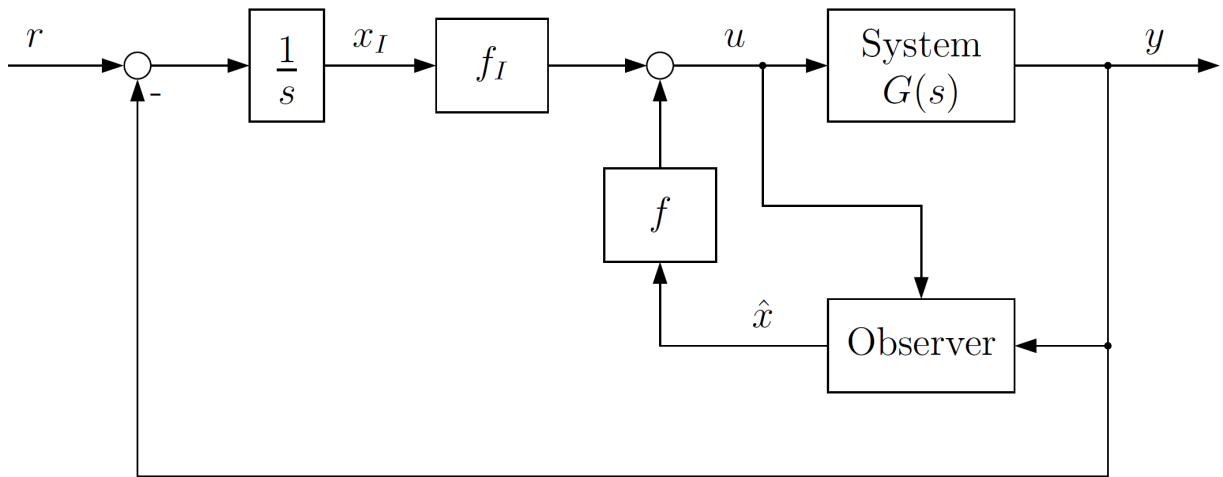 r
-
1
s
x_I
f_I
u
System
G(s)
y
f
x̂
Observer